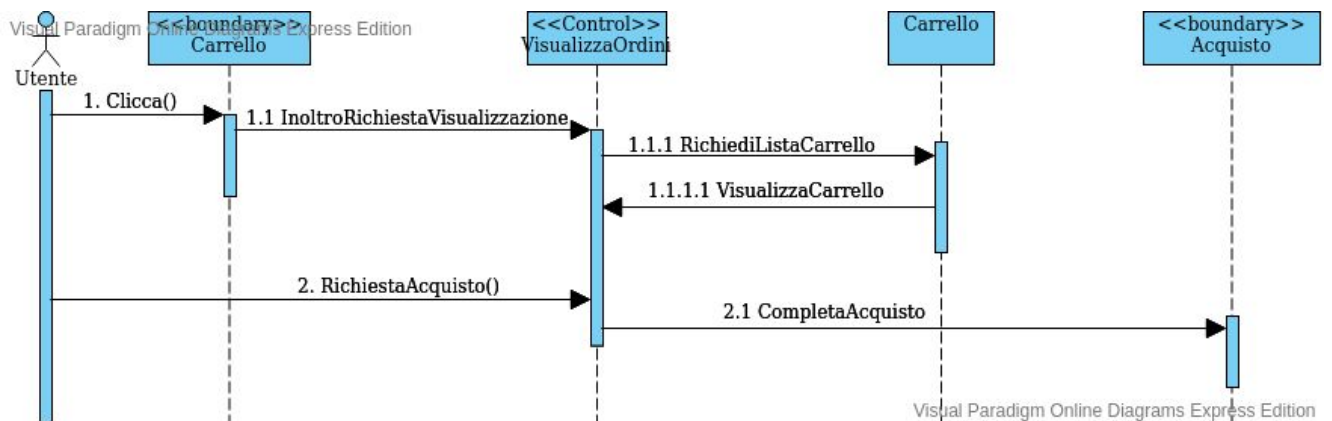 Visual Paradigm Online Diagrams Express Edition
<<boundary>>
Carrello
<<Control>>
VisualizzaOrdini
Carrello
<<boundary>>
Acquisto
Utente
1. Clicca()
1.1 InoltroRichiestaVisualizzazione
1.1.1 RichiediListaCarrello
1.1.1.1 VisualizzaCarrello
2. RichiestaAcquisto()
2.1 CompletaAcquisto
Visual Paradigm Online Diagrams Express Edition